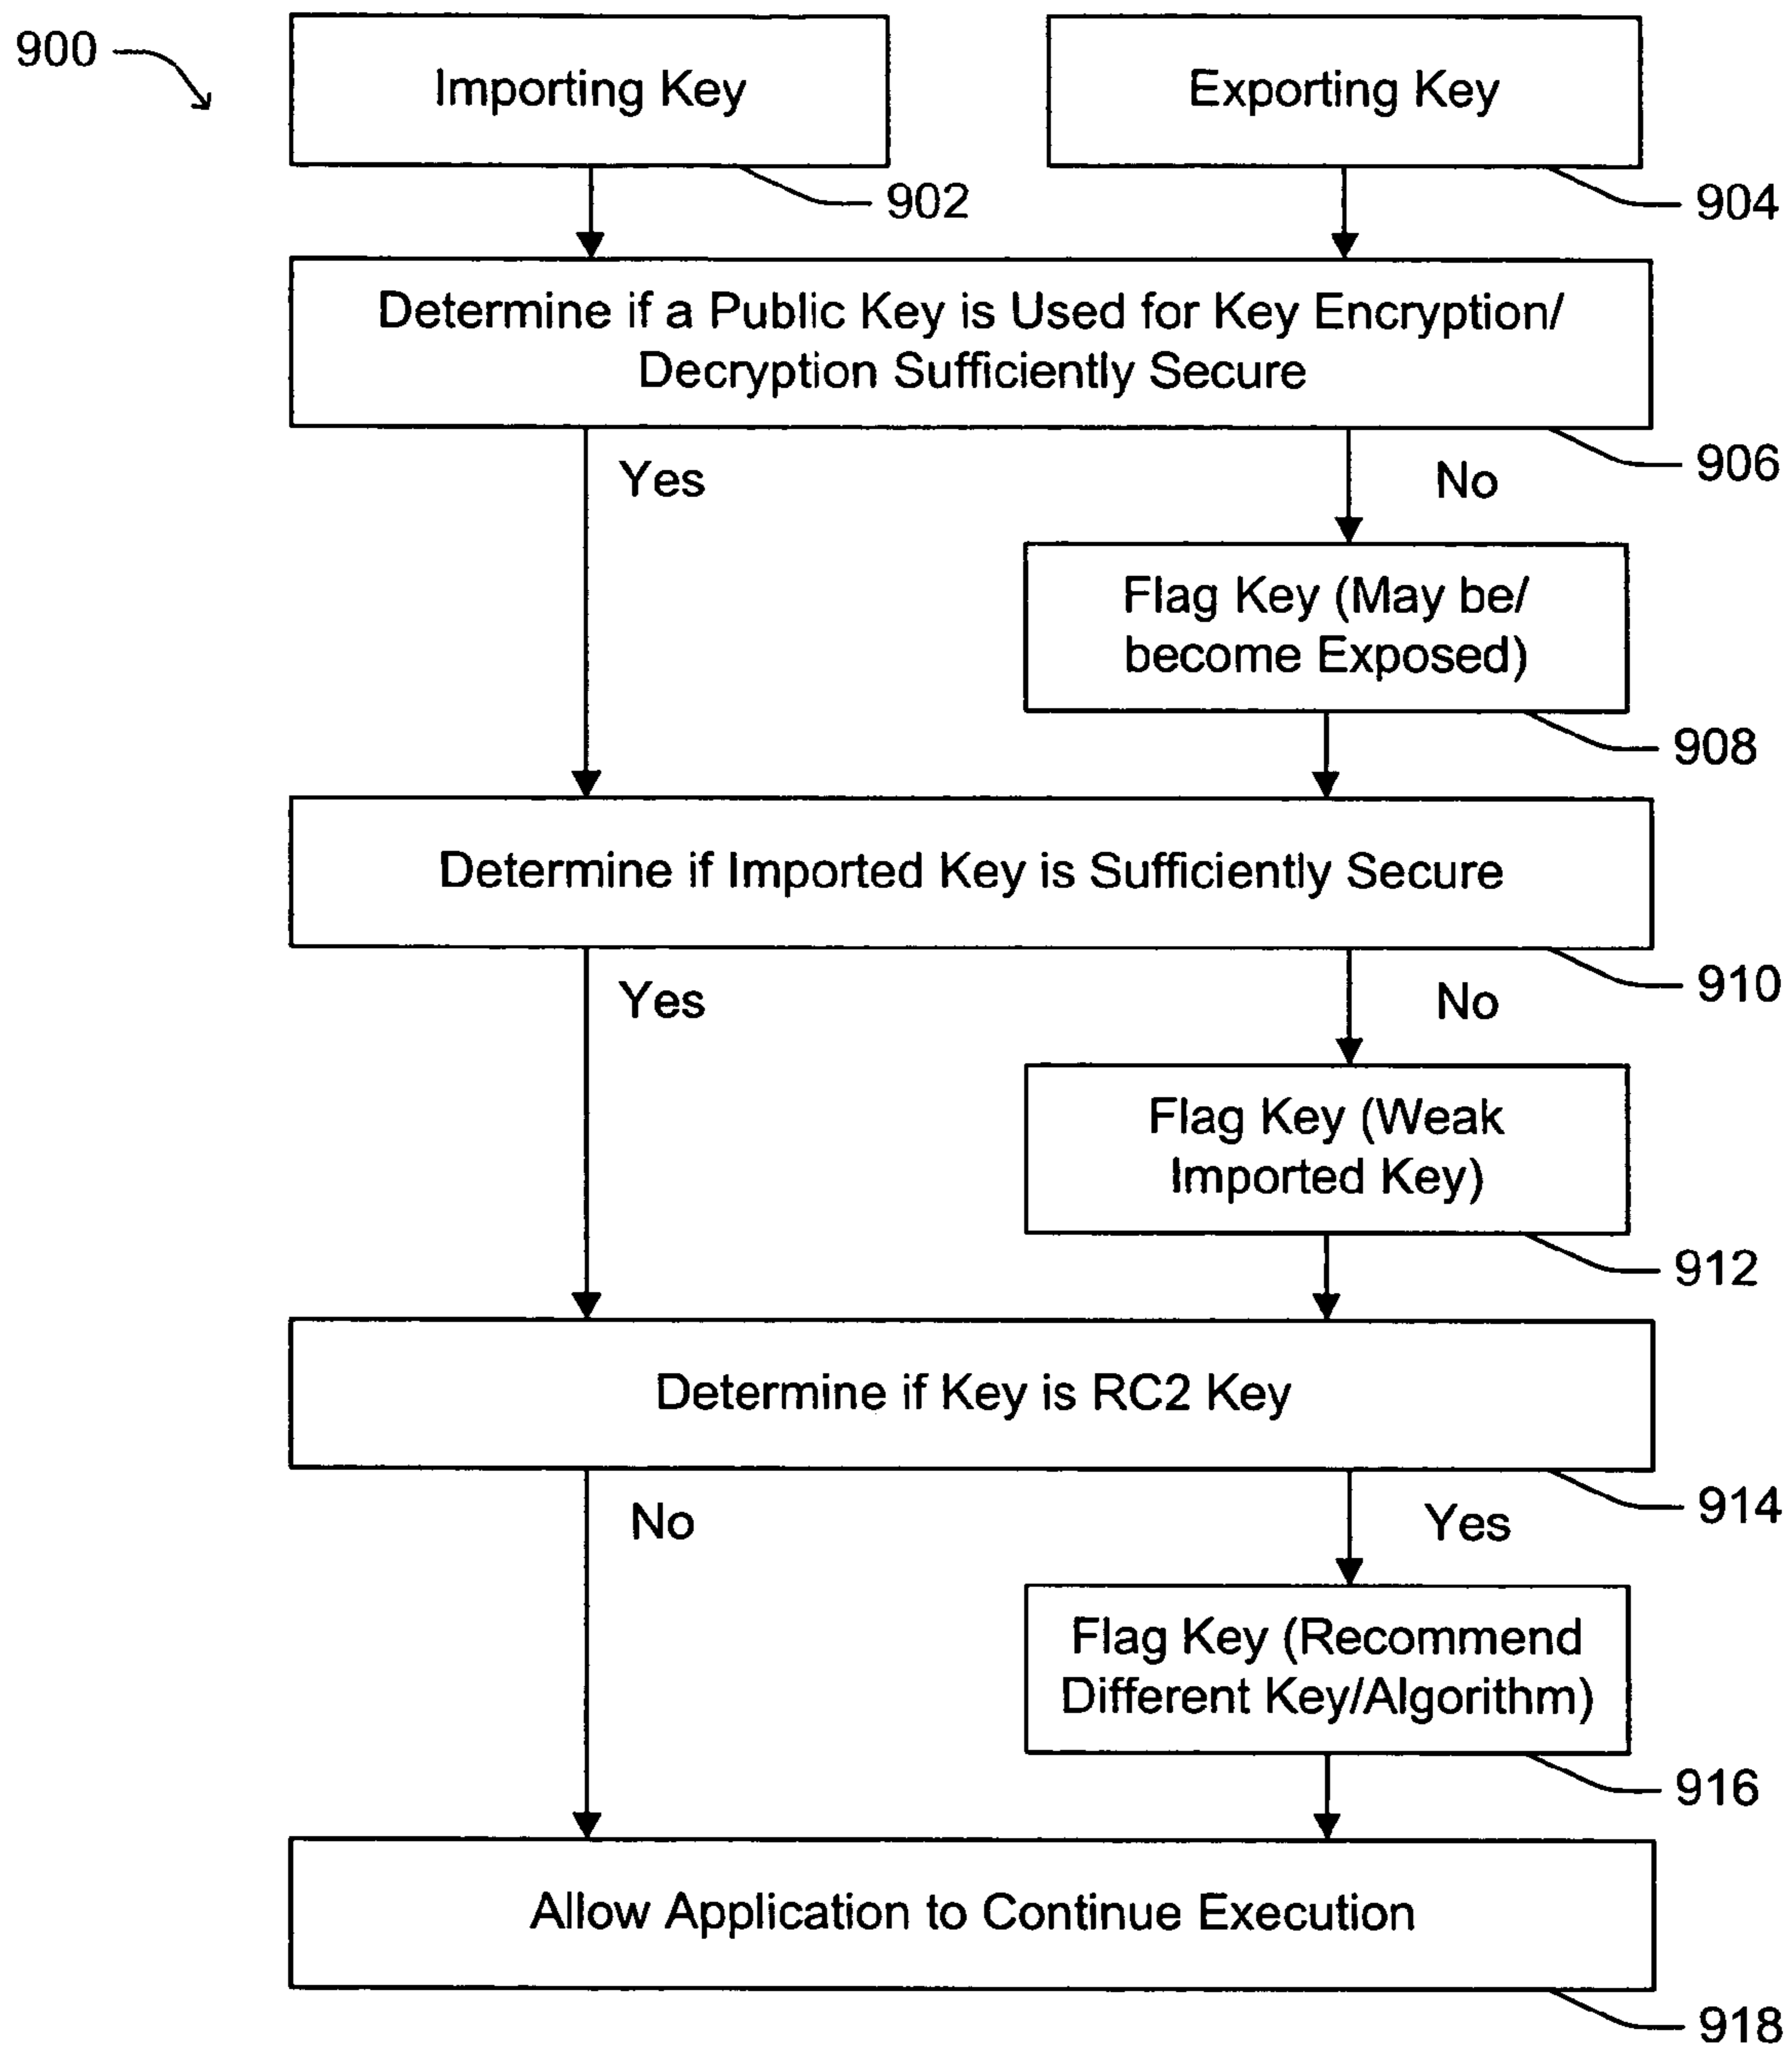 900
Importing Key
Exporting Key
902
904
Determine if a Public Key is Used for Key Encryption/
Decryption Sufficiently Secure
906
Yes
No
Flag Key (May be/
become Exposed)
908
Determine if Imported Key is Sufficiently Secure
910
Yes
No
Flag Key (Weak
Imported Key)
912
Determine if Key is RC2 Key
914
No
Yes
Flag Key (Recommend
Different Key/Algorithm)
916
Allow Application to Continue Execution
918